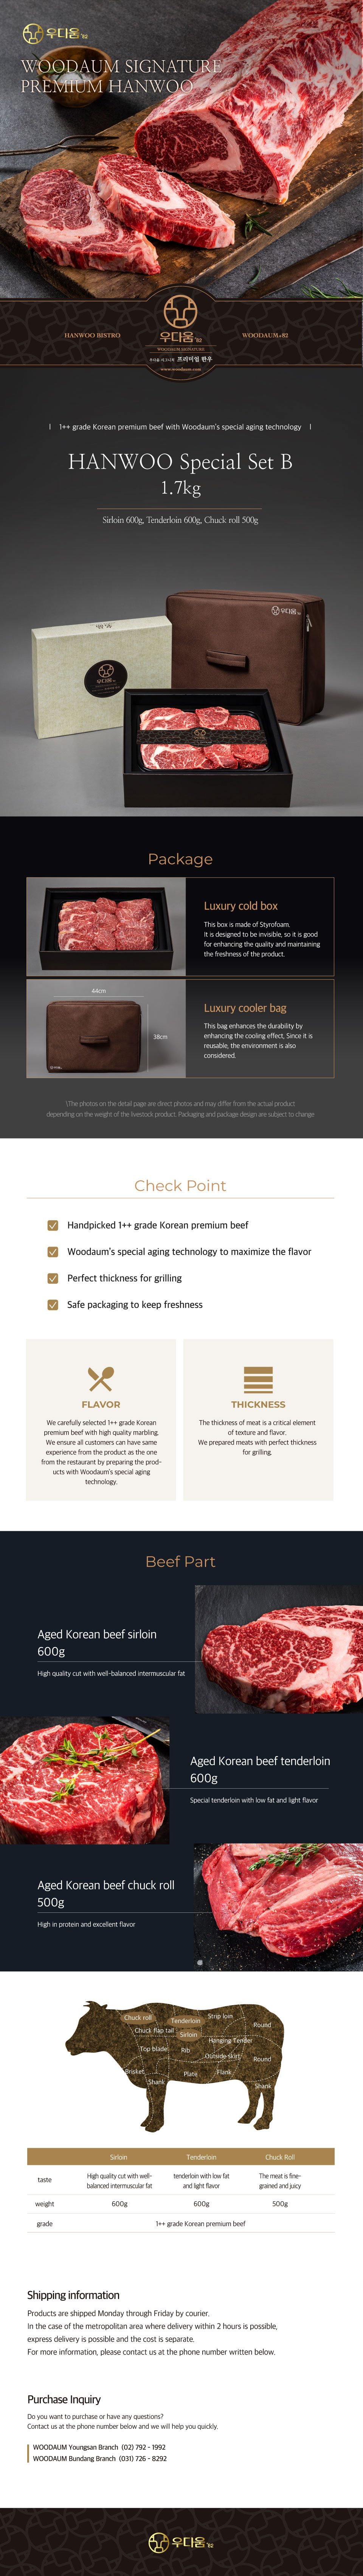 우디움 '82
WOODAUM SIGNATURE
PREMIUM HANWOO
HANWOO BISTRO
우디움 '82
WOODAUM SIGNATURE
우디움 시그니처 프리미엄 한우
www.woodaum.com
WOODAUM+82
1++ grade Korean premium beef with Woodaum's special aging technology
HANWOO Special Set B
1.7kg
Sirloin 600g, Tenderloin 600g, Chuck roll 500g
우디움 '82
Package
Luxury cold box
This box is made of Styrofoam.
It is designed to be invisible, so it is good
for enhancing the quality and maintaining
the freshness of the product.
44cm
38cm
Luxury cooler bag
This bag enhances the durability by
enhancing the cooling effect, Since it is
reusable, the environment is also
considered.
The photos on the detail page are direct photos and may differ from the actual product
depending on the weight of the livestock product. Packaging and package design are subject to change
Check Point
Handpicked 1++ grade Korean premium beef
Woodaum's special aging technology to maximize the flavor
Perfect thickness for grilling
Safe packaging to keep freshness
FLAVOR
We carefully selected 1++ grade Korean
premium beef with high quality marbling.
We ensure all customers can have same
experience from the product as the one
from the restaurant by preparing the prod-
ucts with Woodaum's special aging
technology.
THICKNESS
The thickness of meat is a critical element
of texture and flavor.
We prepared meats with perfect thickness
for grilling.
Beef Part
Aged Korean beef sirloin
600g
High quality cut with well-balanced intermuscular fat
Aged Korean beef tenderloin
600g
Special tenderloin with low fat and light flavor
Aged Korean beef chuck roll
500g
High in protein and excellent flavor
Chuck roll
Tenderloin
Strip loin
Round
Chuck flap tail
Sirloin
Hanging Tender
Top blade
Rib
Outside skirt
Round
Brisket
Plate
Flank
Shank
Shank
Sirloin Tenderloin Chuck Roll
taste
High quality cut with well-
balanced intermuscular fat
tenderloin with low fat
and light flavor
The meat is fine-
grained and juicy
weight 600g 600g 500g
grade 1++ grade Korean premium beef
Shipping information
Products are shipped Monday through Friday by courier.
In the case of the metropolitan area where delivery within 2 hours is possible,
express delivery is possible and the cost is separate.
For more information, please contact us at the phone number written below.
Purchase Inquiry
Do you want to purchase or have any questions?
Contact us at the phone number below and we will help you quickly.
WOODAUM Youngsan Branch (02) 792 - 1992
WOODAUM Bundang Branch (031) 726 - 8292
우디움 '82